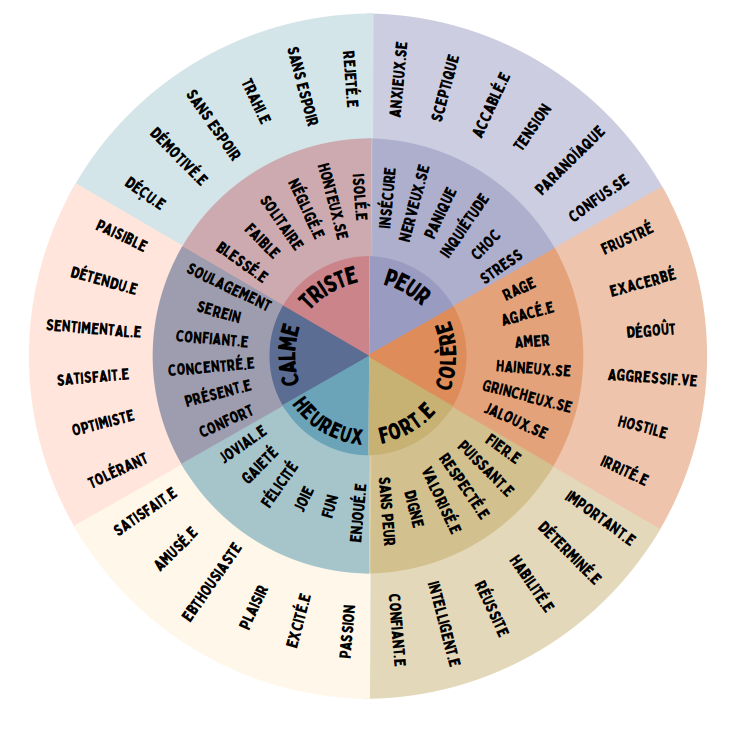 PEUR
INSÉCURE
NERVEUX.SE
PANIQUE
INQUIÉTUDE
CHOC
STRESS
ANXIEUX.SE
SCEPTIQUE
ACCABLÉ.E
TENSION
PARANOÏAQUE
CONFUS.SE
COLÈRE
RAGE
AGACÉ.E
AMER
HAINEUX.SE
GRINCHEUX.SE
JALOUX.SE
FRUSTRÉ
EXACERBÉ
DÉGOÛT
AGGRESSIF.VE
HOSTILE
IRRITÉ.E
FORT.E
FIER.E
PUISSANT.E
RESPECTÉ.E
VALORISÉ.E
DIGNE
SANS PEUR
IMPORTANT.E
DÉTERMINÉ.E
HABILITÉ.E
RÉUSSITE
INTELLIGENT.E
CONFIANT.E
HEUREUX
ENJOUÉ.E
FUN
JOIE
FÉLICITÉ
GAIETÉ
JOVIAL.E
PASSION
EXCITÉ.E
PLAISIR
EBTHOUSIASTE
AMUSÉ.E
SATISFAIT.E
CALME
CONFORT
PRÉSENT.E
CONCENTRÉ.E
CONFIANT.E
SEREIN
SOULAGEMENT
TOLÉRANT
OPTIMISTE
SATISFAIT.E
SENTIMENTAL.E
DÉTENDU.E
PAISIBLE
TRISTE
BLESSÉ.E
FAIBLE
SOLITAIRE
NÉGLIGÉ.E
HONTEUX.SE
ISOLÉ.E
DÉÇU.E
DÉMOTIVÉ.E
SANS ESPOIR
TRAHI.E
SANS ESPOIR
REJETÉ.E